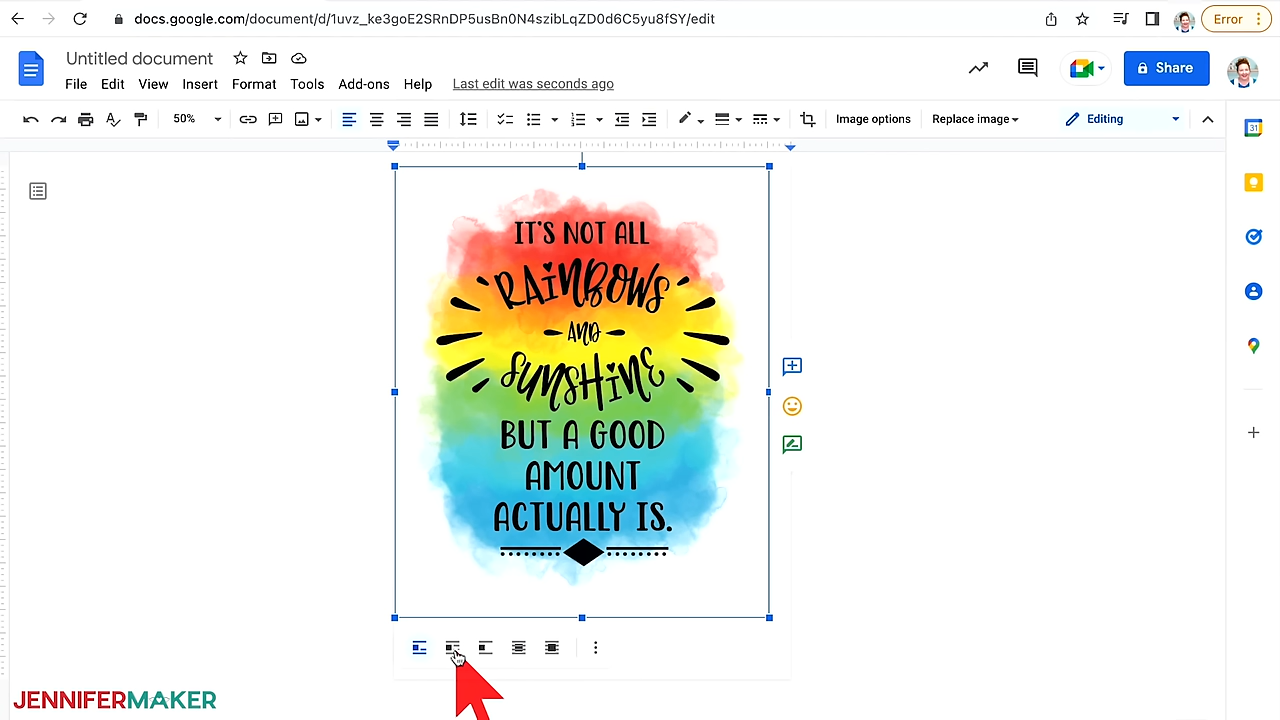 docs.google.com/document/d/1uvz_ke3goE2SRnDP5usBn0N4szibLqZD0d6C5yu8fSY/edit
Error
Untitled document
File Edit View Insert Format Tools Add-ons Help Last edit was seconds ago
Share
50% Image options Replace image Editing
31
IT'S NOT ALL
RAINBOWS
AND
SUNSHINE
BUT A GOOD
AMOUNT
ACTUALLY IS.
JENNIFERMAKER